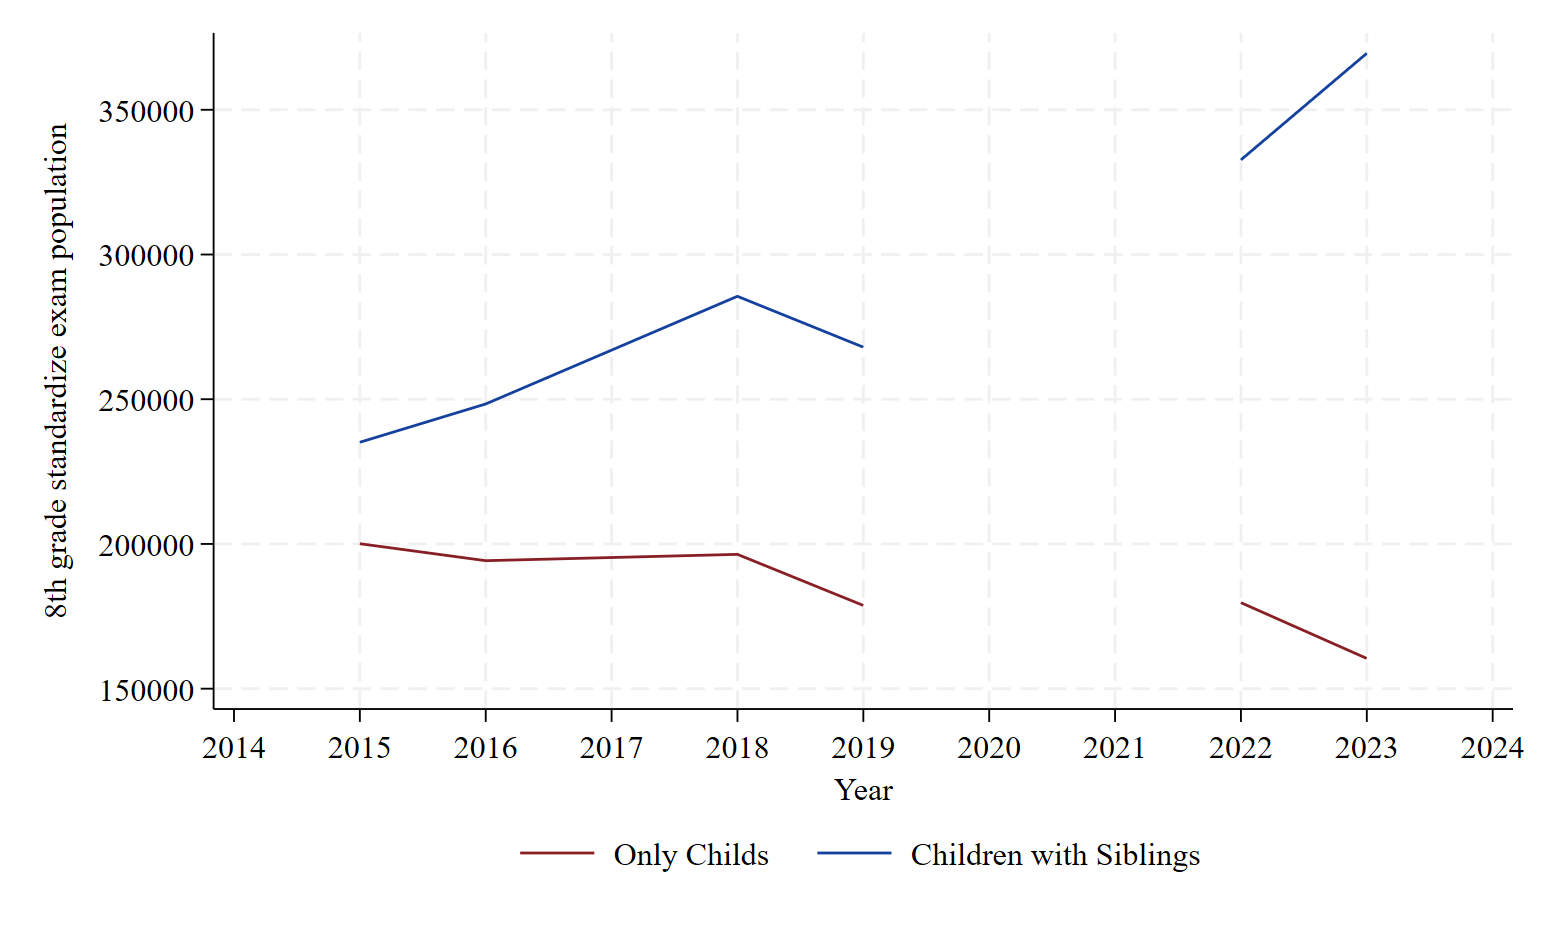 8th grade standardize exam population
350000
300000
250000
200000
150000
2014 2015 2016 2017 2018 2019 2020 2021 2022 2023 2024
Year
Only Childs Children with Siblings